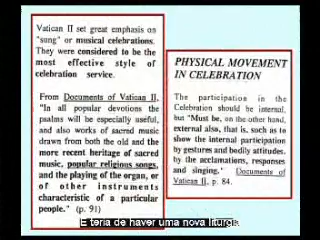 Vatican II set great emphasis on
"sung" or musical celebrations.
They were considered to be the
most effective style of
celebration service.
From Documents of Vatican II,
"In all popular devotions the
psalms will be especially useful,
and also works of sacred music
drawn from both the old and the
more recent heritage of sacred
music, popular religious songs,
and the playing of the organ, or
of other instruments
characteristic of a particular
people." (p. 91)
PHYSICAL MOVEMENT
IN CELEBRATION
The participation in the
Celebration should be internal,
but "Must be, on the other hand,
external also, that is, such as to
show the internal participation
by gestures and bodily attitudes,
by the acclamations, responses
and singing." Documents of
Vatican II, p. 84.
E teria de haver uma nova liturgia.